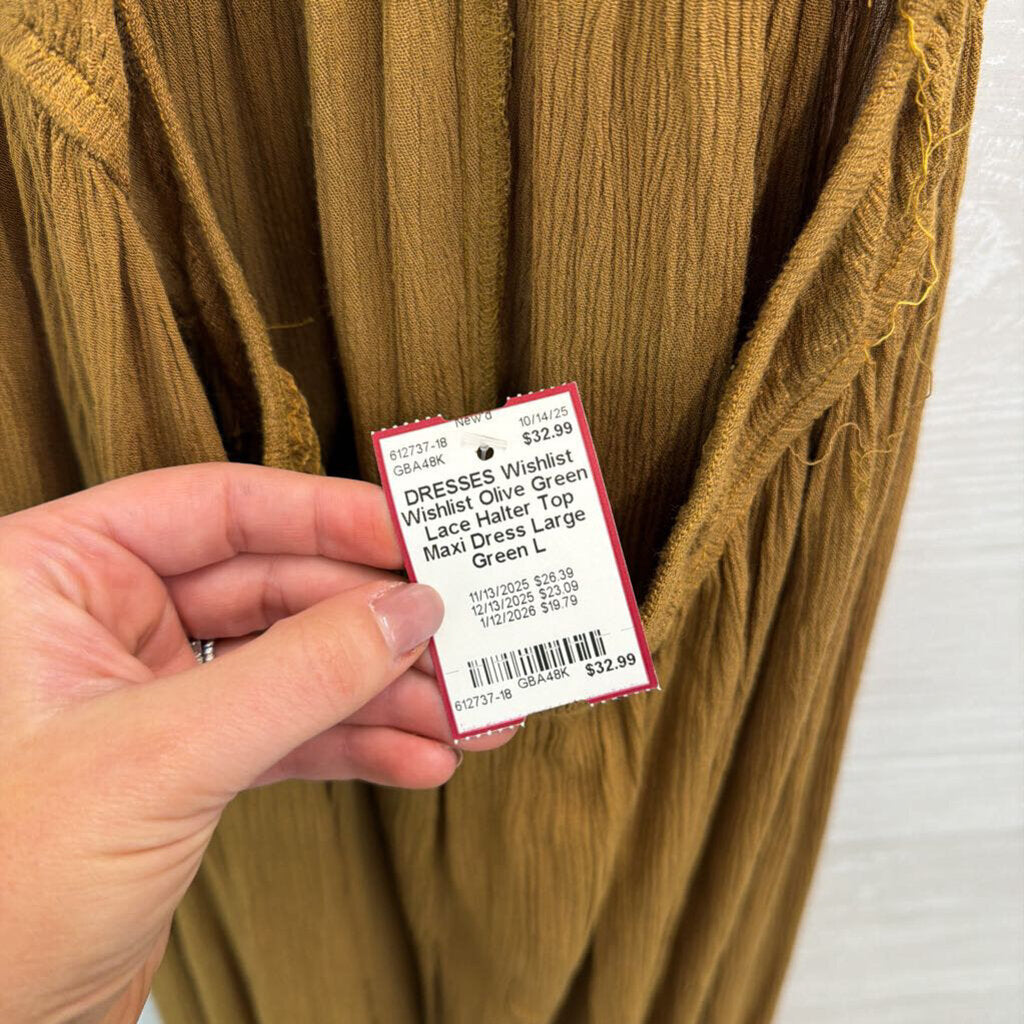 New d
612737-18 10/14/25
GBA48K $32.99
DRESSES Wishlist
Wishlist Olive Green
Lace Halter Top
Maxi Dress Large
Green L
11/13/2025 $26.39
12/13/2025 $23.09
1/12/2026 $19.79
612737-18 GBA48K $32.99